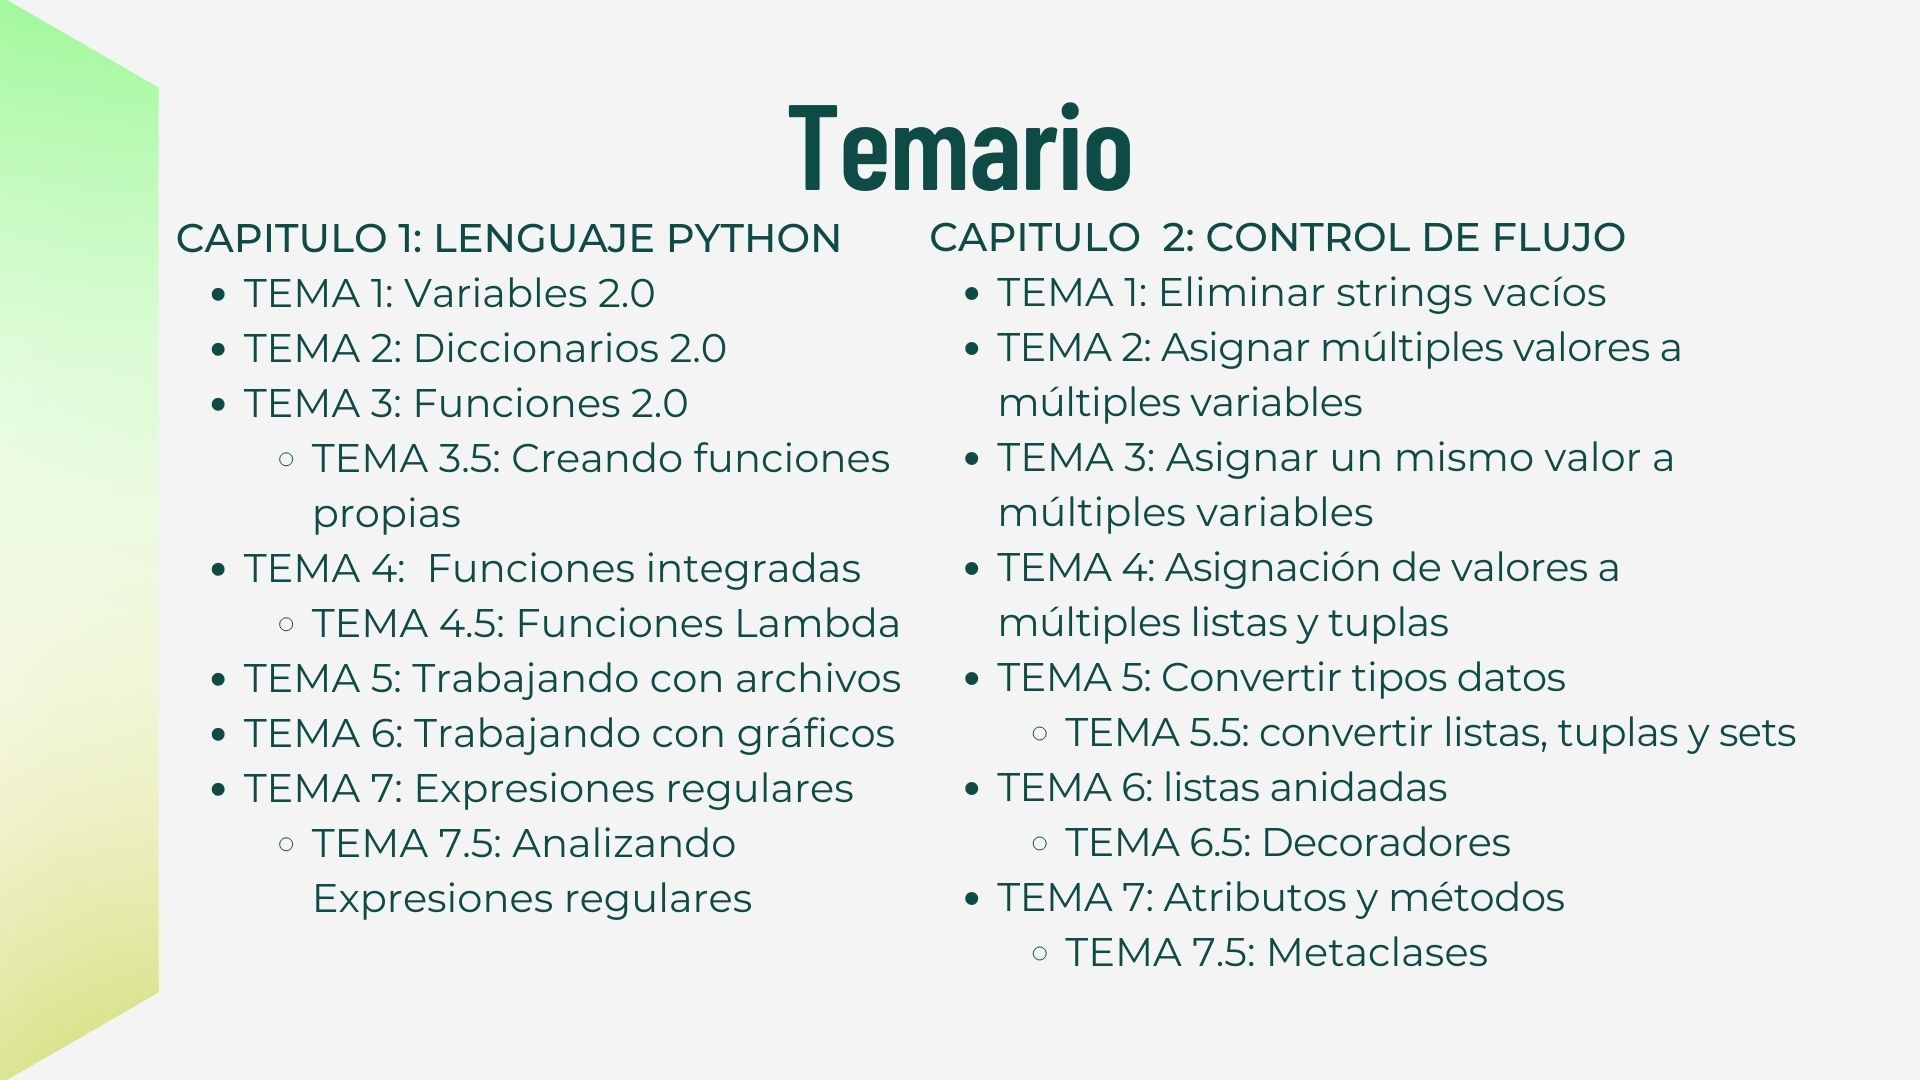 Temario
CAPITULO 1: LENGUAJE PYTHON
TEMA 1: Variables 2.0
TEMA 2: Diccionarios 2.0
TEMA 3: Funciones 2.0
TEMA 3.5: Creando funciones
propias
TEMA 4:  Funciones integradas
TEMA 4.5: Funciones Lambda
TEMA 5: Trabajando con archivos
TEMA 6: Trabajando con gráficos
TEMA 7: Expresiones regulares
TEMA 7.5: Analizando
Expresiones regulares
CAPITULO  2: CONTROL DE FLUJO
TEMA 1: Eliminar strings vacíos
TEMA 2: Asignar múltiples valores a
múltiples variables
TEMA 3: Asignar un mismo valor a
múltiples variables
TEMA 4: Asignación de valores a
múltiples listas y tuplas
TEMA 5: Convertir tipos datos
TEMA 5.5: convertir listas, tuplas y sets
TEMA 6: listas anidadas
TEMA 6.5: Decoradores
TEMA 7: Atributos y métodos
TEMA 7.5: Metaclases